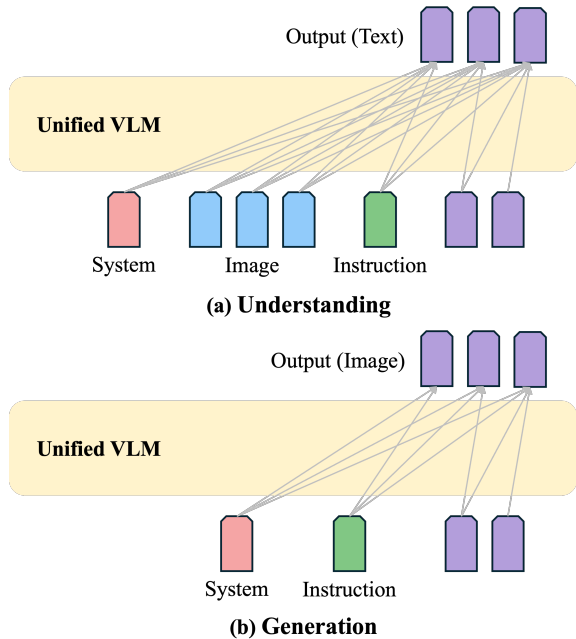 Output (Text)
Unified VLM
System
Image
Instruction
(a) Understanding
Output (Image)
Unified VLM
System
Instruction
(b) Generation